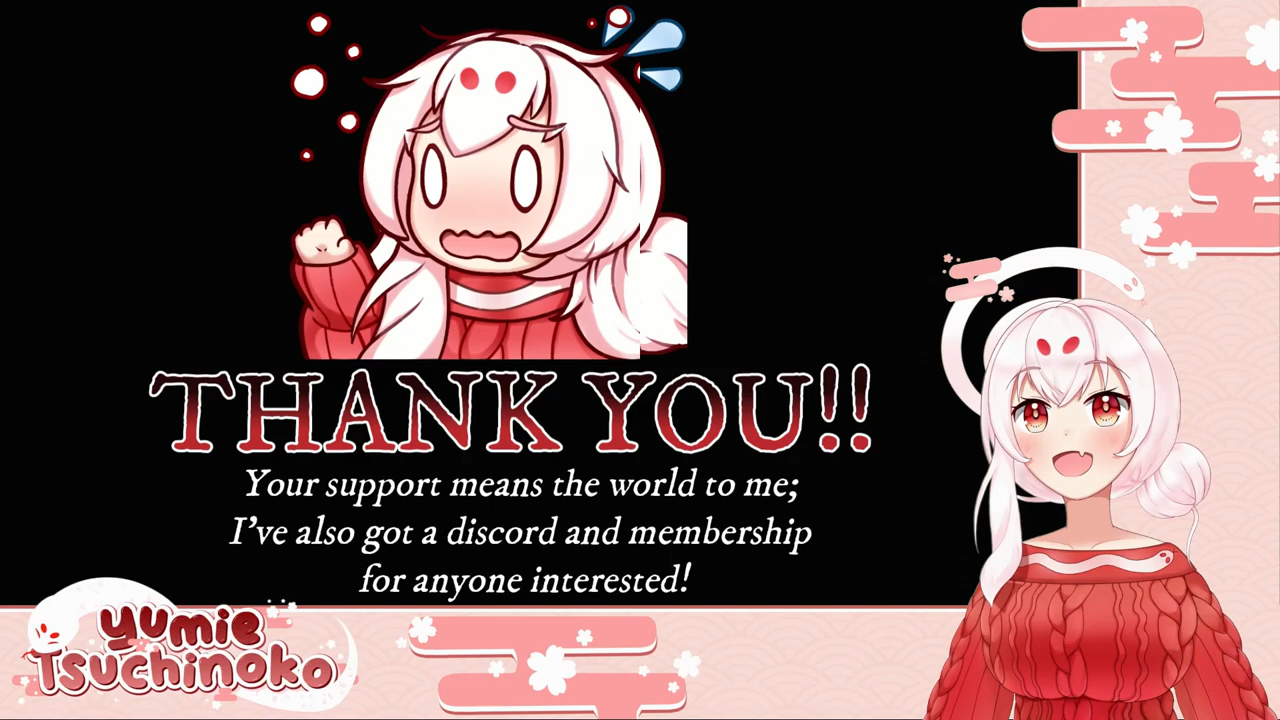 THANK YOU!!
Your support means the world to me;
I've also got a discord and membership
for anyone interested!
yumie
Tsuchinoko